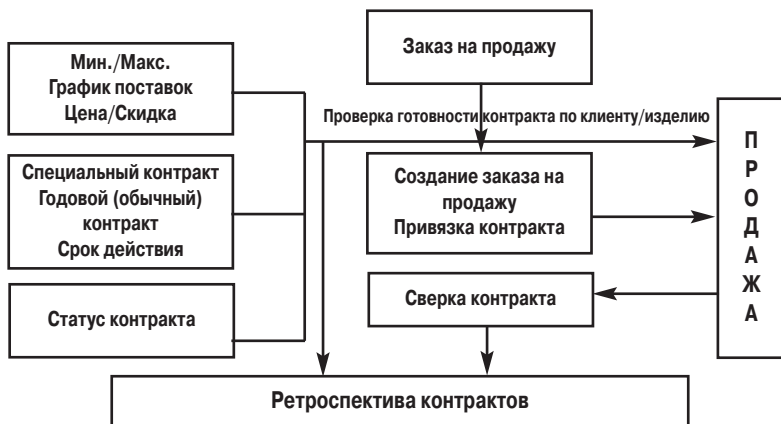 Мин./Макс.
График поставок
Цена/Скидка
Заказ на продажу
Проверка готовности контракта по клиенту/изделию
Специальный контракт
Годовой (обычный)
контракт
Срок действия
Создание заказа на
продажу
Привязка контракта
П
Р
О
Д
А
Ж
А
Статус контракта
Сверка контракта
Ретроспектива контрактов